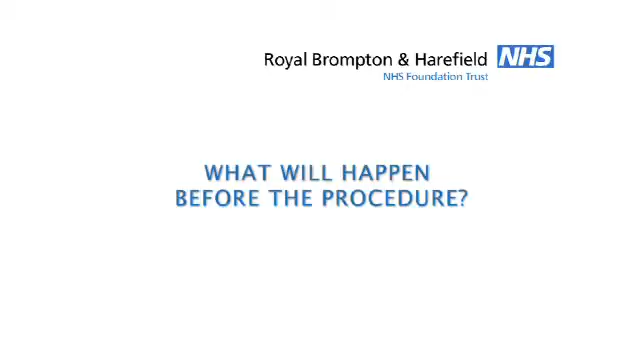 Royal Brompton & Harefield NHS
NHS Foundation Trust
WHAT WILL HAPPEN
BEFORE THE PROCEDURE?